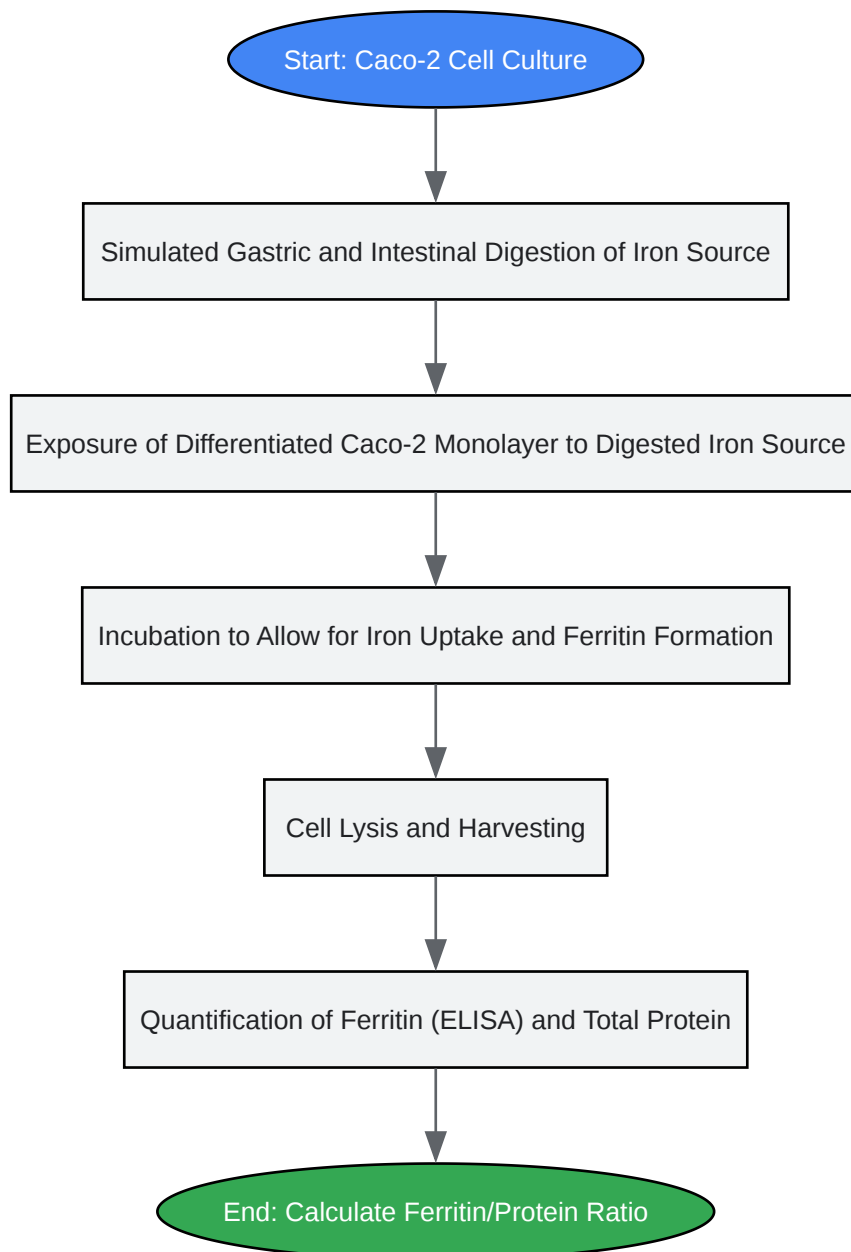 Start: Caco-2 Cell Culture
Simulated Gastric and Intestinal Digestion of Iron Source
Exposure of Differentiated Caco-2 Monolayer to Digested Iron Source
Incubation to Allow for Iron Uptake and Ferritin Formation
Cell Lysis and Harvesting
Quantification of Ferritin (ELISA) and Total Protein
End: Calculate Ferritin/Protein Ratio